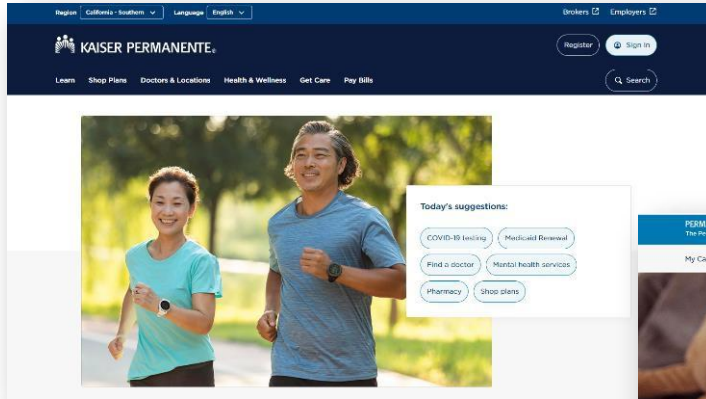 Region California - Southern Language English Brokers Employers
KAISER PERMANENTE® Register Sign In
Learn Shop Plans Doctors & Locations Health & Wellness Get Care Pay Bills Search
Today's suggestions:
COVID-19 testing Medicaid Renewal
Find a doctor Mental health services
Pharmacy Shop plans
PERM
The Pe
My Ca